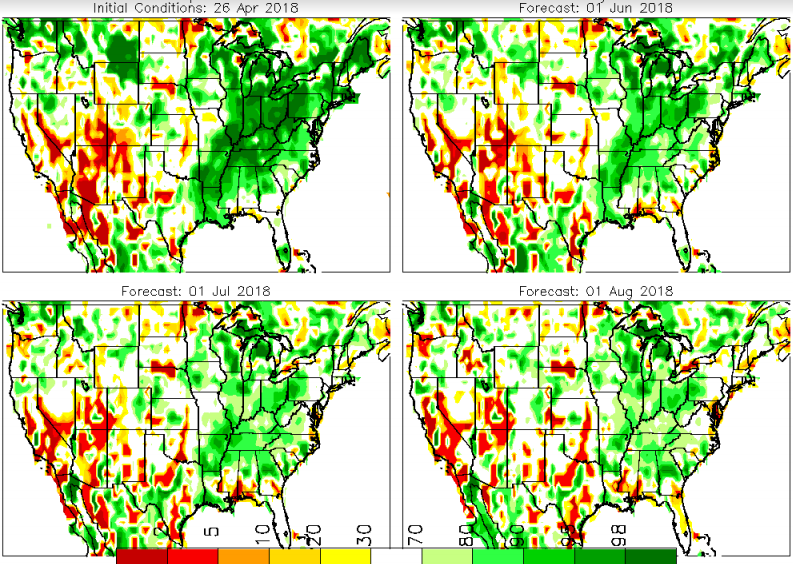 Initial Conditions: 26 Apr 2018
Forecast: 01 Jun 2018
Forecast: 01 Jul 2018
Forecast: 01 Aug 2018
2 5 10 20 30 70 80 90 95 98